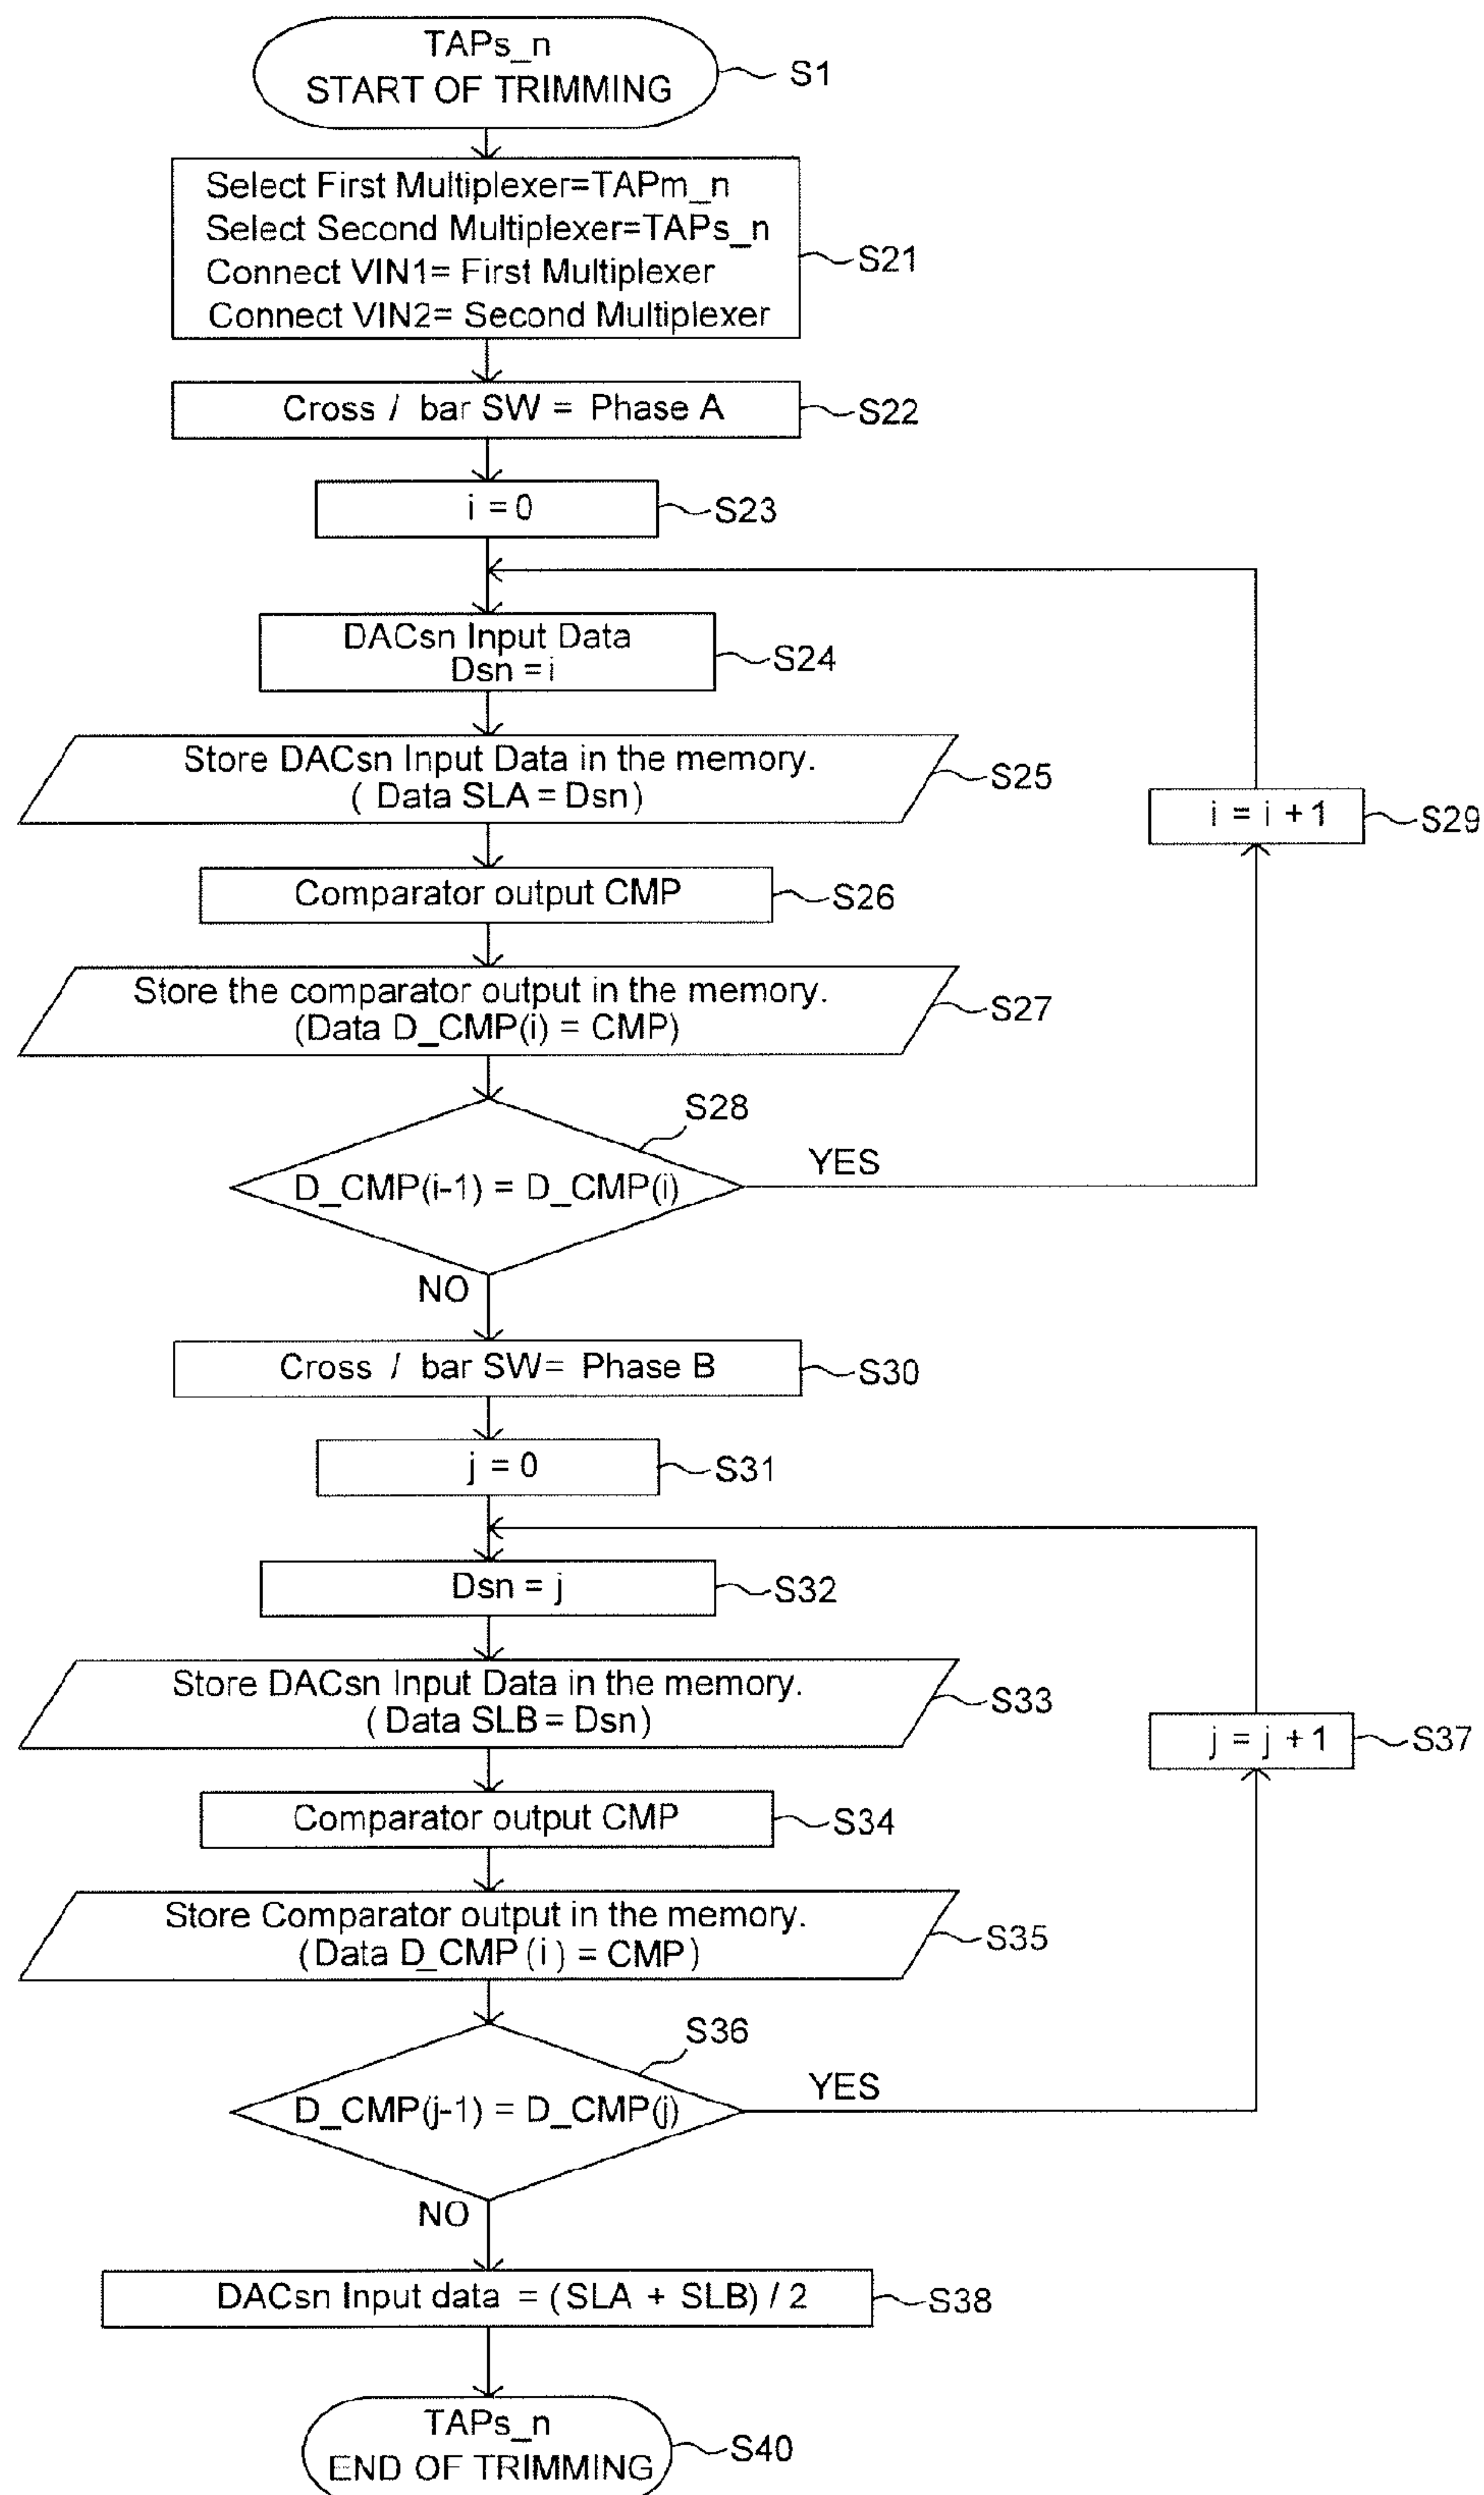 TAPs_n
START OF TRIMMING
S1
Select First Multiplexer=TAPm_n
Select Second Multiplexer=TAPs_n
Connect VIN1= First Multiplexer
Connect VIN2= Second Multiplexer
S21
Cross / bar SW = Phase A
S22
i = 0
S23
DACsn Input Data
Dsn = i
S24
Store DACsn Input Data in the memory.
( Data SLA = Dsn)
S25
i = i + 1
S29
Comparator output CMP
S26
Store the comparator output in the memory.
(Data D_CMP(i) = CMP)
S27
S28
D_CMP(i-1) = D_CMP(i)
YES
NO
Cross / bar SW= Phase B
S30
j = 0
S31
Dsn = j
S32
Store DACsn Input Data in the memory.
( Data SLB = Dsn)
S33
j = j + 1
S37
Comparator output CMP
S34
Store Comparator output in the memory.
(Data D_CMP (i) = CMP)
S35
S36
D_CMP(j-1) = D_CMP(j)
YES
NO
DACsn Input data = (SLA + SLB) / 2
S38
TAPs_n
END OF TRIMMING
S40